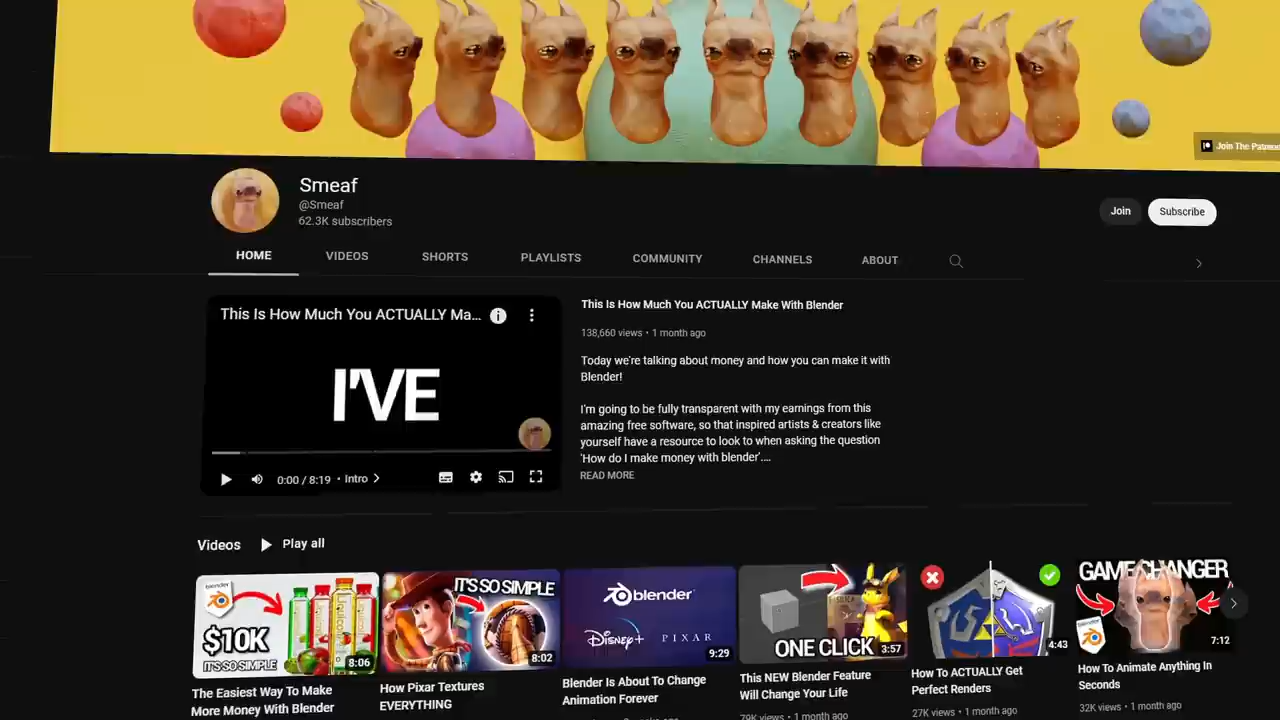 Join The Patreon
Smeaf
@Smeaf
62.3K subscribers
Join
Subscribe
HOME
VIDEOS
SHORTS
PLAYLISTS
COMMUNITY
CHANNELS
ABOUT
This Is How Much You ACTUALLY Ma...
I'VE
0:00 / 8:19 • Intro
This Is How Much You ACTUALLY Make With Blender
138,660 views • 1 month ago
Today we're talking about money and how you can make it with
Blender!
I'm going to be fully transparent with my earnings from this
amazing free software, so that inspired artists & creators like
yourself have a resource to look to when asking the question
'How do I make money with blender'....
READ MORE
Videos
Play all
blender
$10K
IT'S SO SIMPLE
8:06
The Easiest Way To Make
More Money With Blender
IT'S SO SIMPLE
8:02
How Pixar Textures
EVERYTHING
blender
Disney+
PIXAR
9:29
Blender Is About To Change
Animation Forever
ONE CLICK
3:57
This NEW Blender Feature
Will Change Your Life
79K views • 1 month ago
4:43
How To ACTUALLY Get
Perfect Renders
27K views • 1 month ago
GAME CHANGER
blender
7:12
How To Animate Anything In
Seconds
32K views • 1 month ago